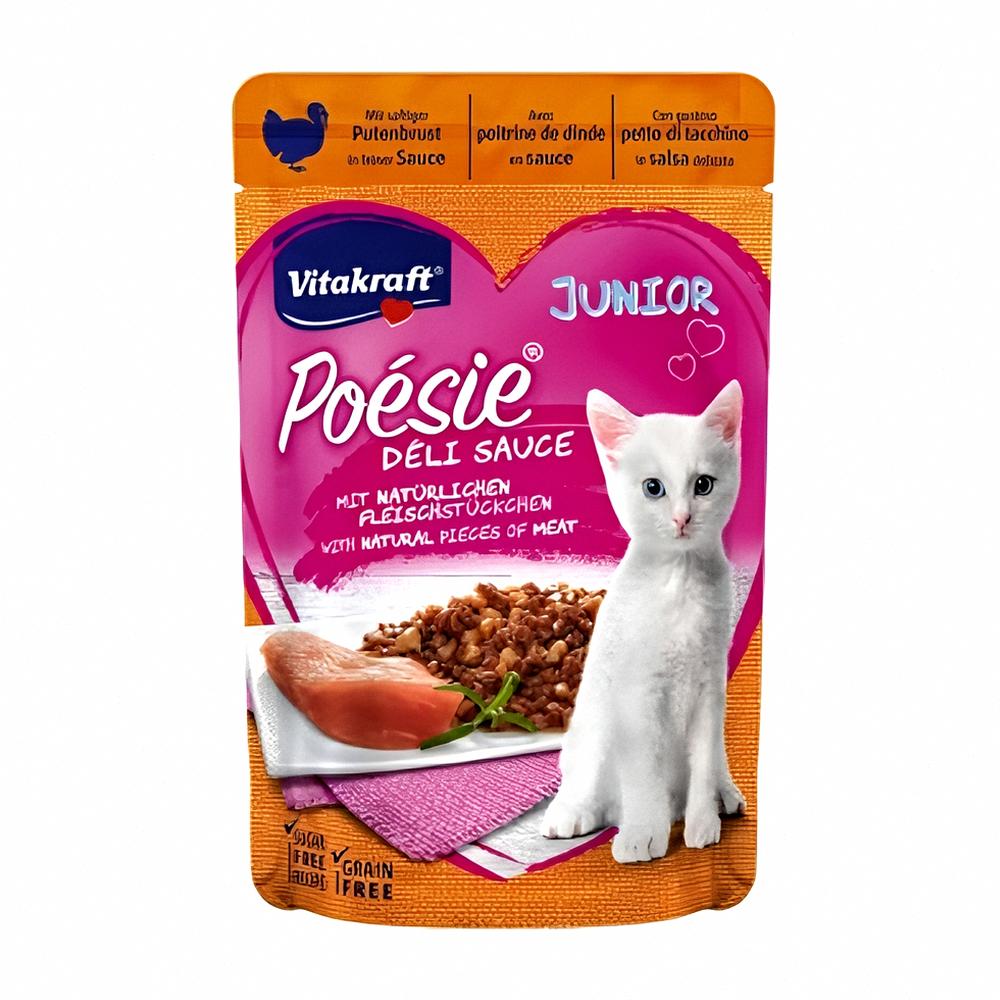 Putenbrust
Sauce
poitrine de dinde
en sauce
petto di tacchino
salsa
Vitakraft®
JUNIOR
Poésie®
DÉLI SAUCE
MIT NATÜRLICHEN
FLEISCHSTÜCKCHEN
WITH NATURAL PIECES OF MEAT
FREE
GRAIN
FREE